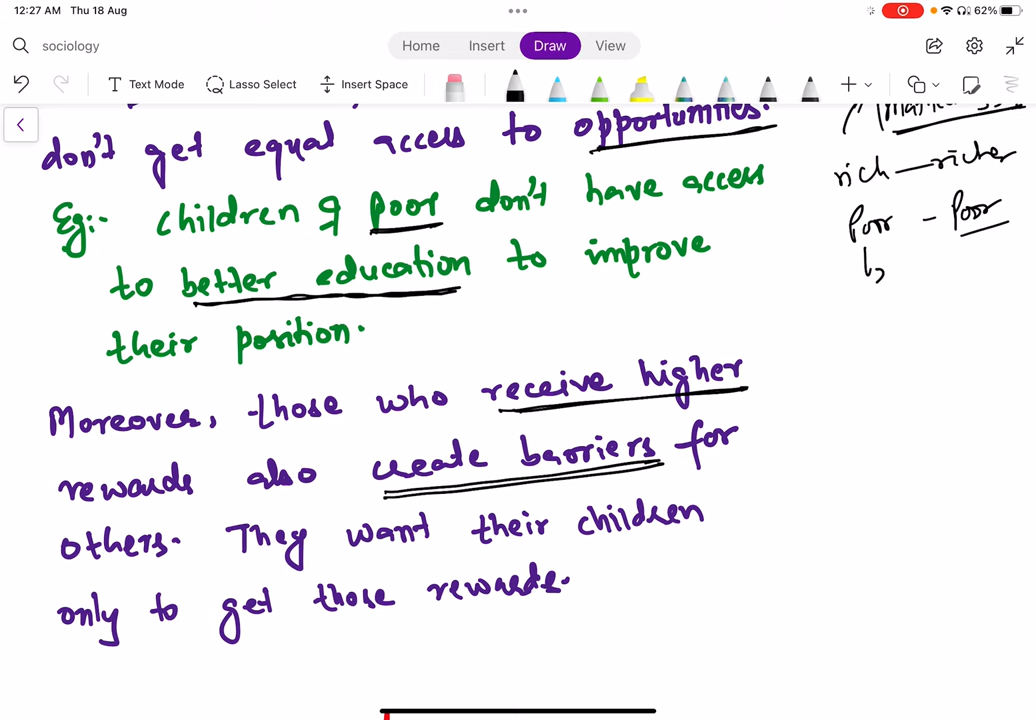 12:27 AM Thu 18 Aug
62%
sociology
Home Insert Draw View
Text Mode Lasso Select Insert Space
don't get equal access to opportunities.
Eg:- children of poor don't have access
to better education to improve
their position.
Moreover, those who receive higher
rewards also create barriers for
others. They want their children
only to get those rewards.
rich — richer
Poor - Poor